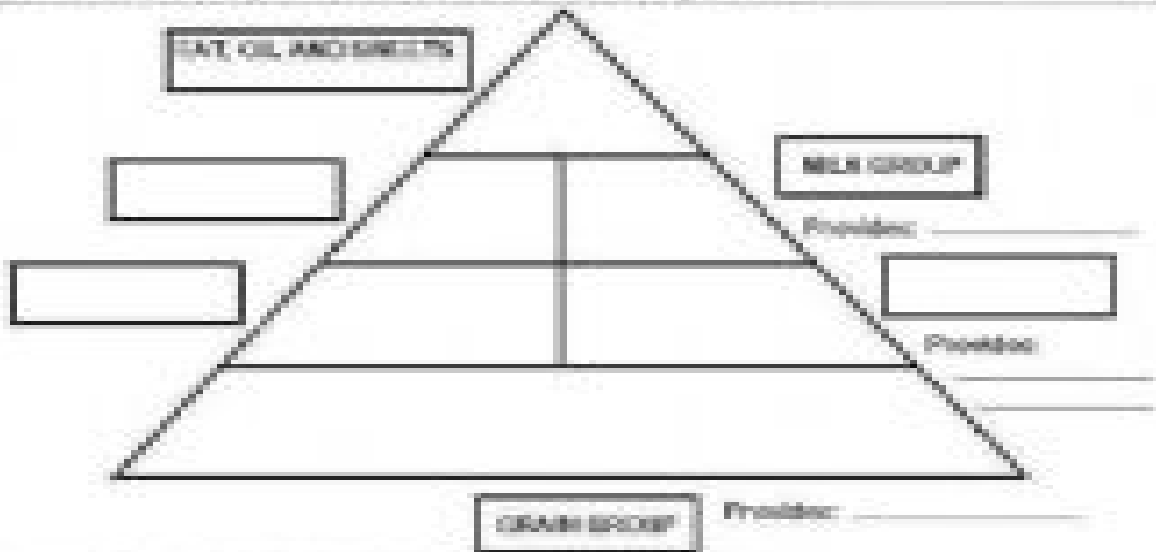 FAT, OIL AND SWEETS
MILK GROUP
Provides:
Provides:
GRAIN GROUP
Provides: